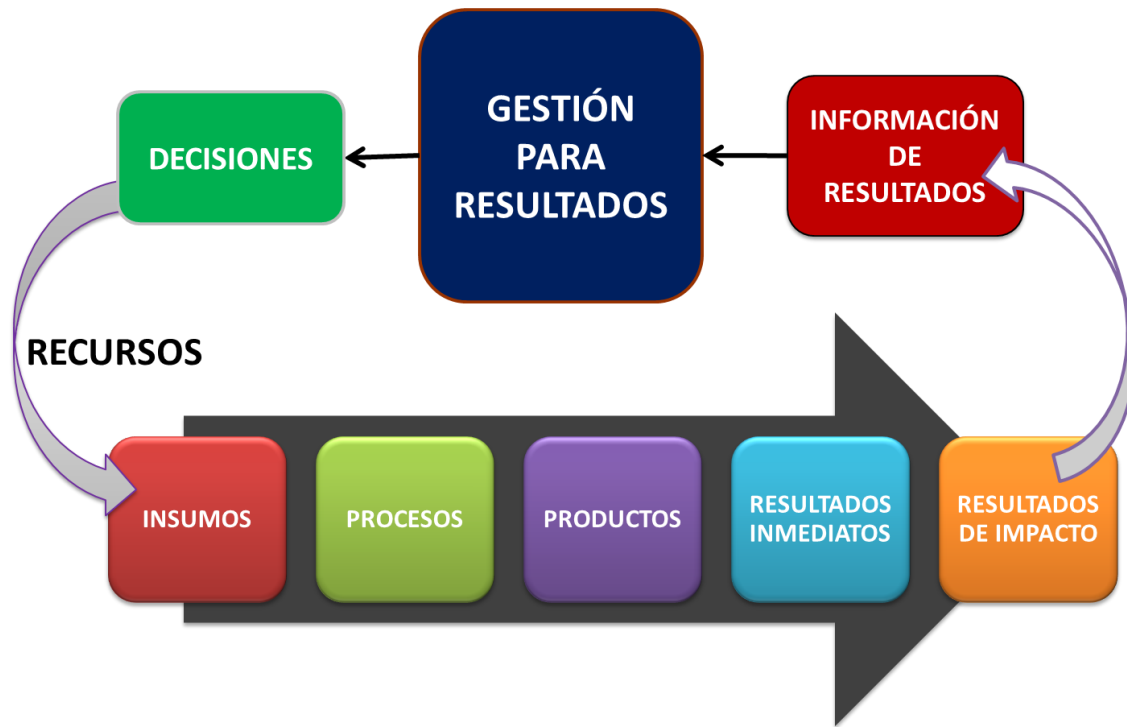 GESTIÓN
PARA
RESULTADOS
DECISIONES
INFORMACIÓN
DE
RESULTADOS
RECURSOS
INSUMOS
PROCESOS
PRODUCTOS
RESULTADOS
INMEDIATOS
RESULTADOS
DE IMPACTO